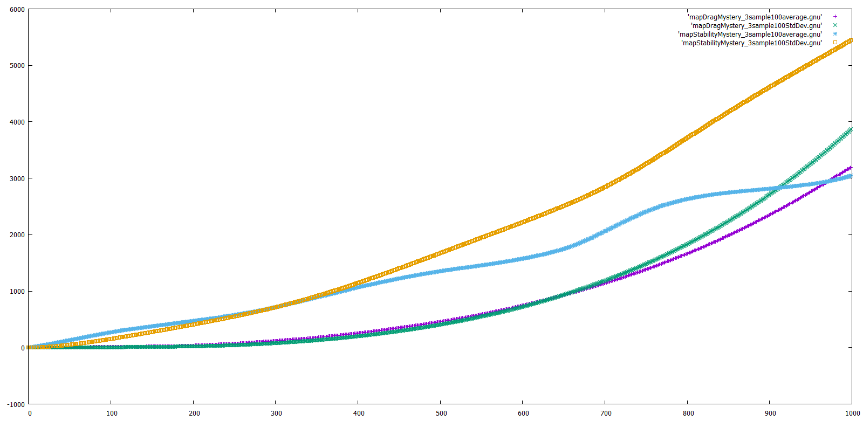 6000
'mapDragMystery_3sample100average.gnu'
'mapDragMystery_3sample100StdDev.gnu'
'mapStabilityMystery_3sample100average.gnu'
'mapStabilityMystery_3sample100StdDev.gnu'
5000
4000
3000
2000
1000
0
-1000
0 100 200 300 400 500 600 700 800 900 1000